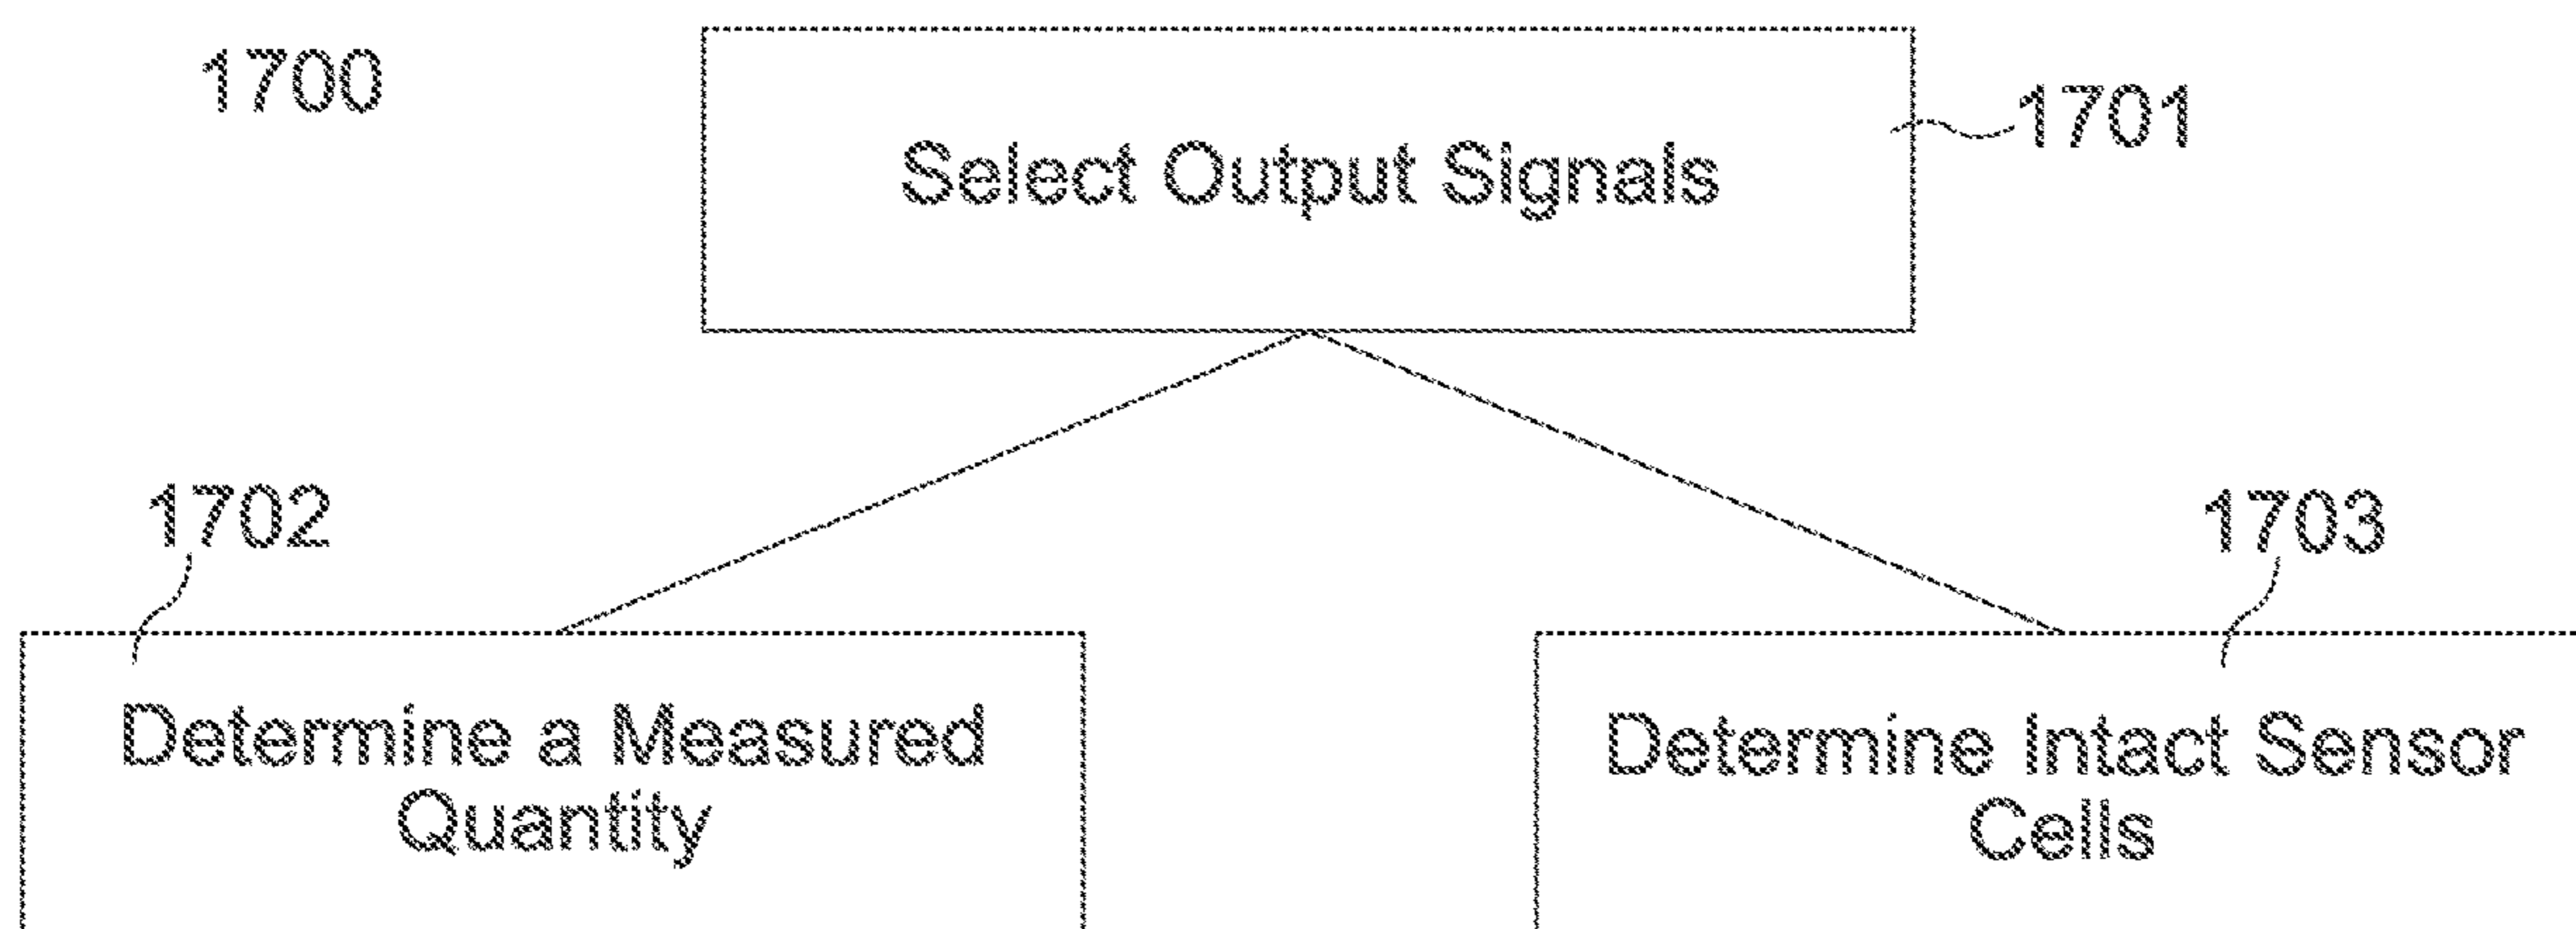 1700
1701
Select Output Signals
1702
1703
Determine a Measured
Quantity
Determine Intact Sensor
Cells